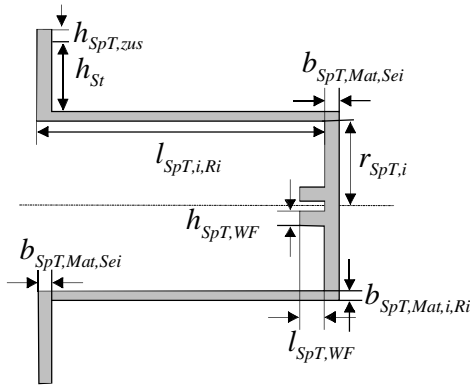 h_SpT,zus
h_St
b_SpT,Mat,Sei
l_SpT,i,Ri
r_SpT,i
h_SpT,WF
b_SpT,Mat,Sei
b_SpT,Mat,i,Ri
l_SpT,WF